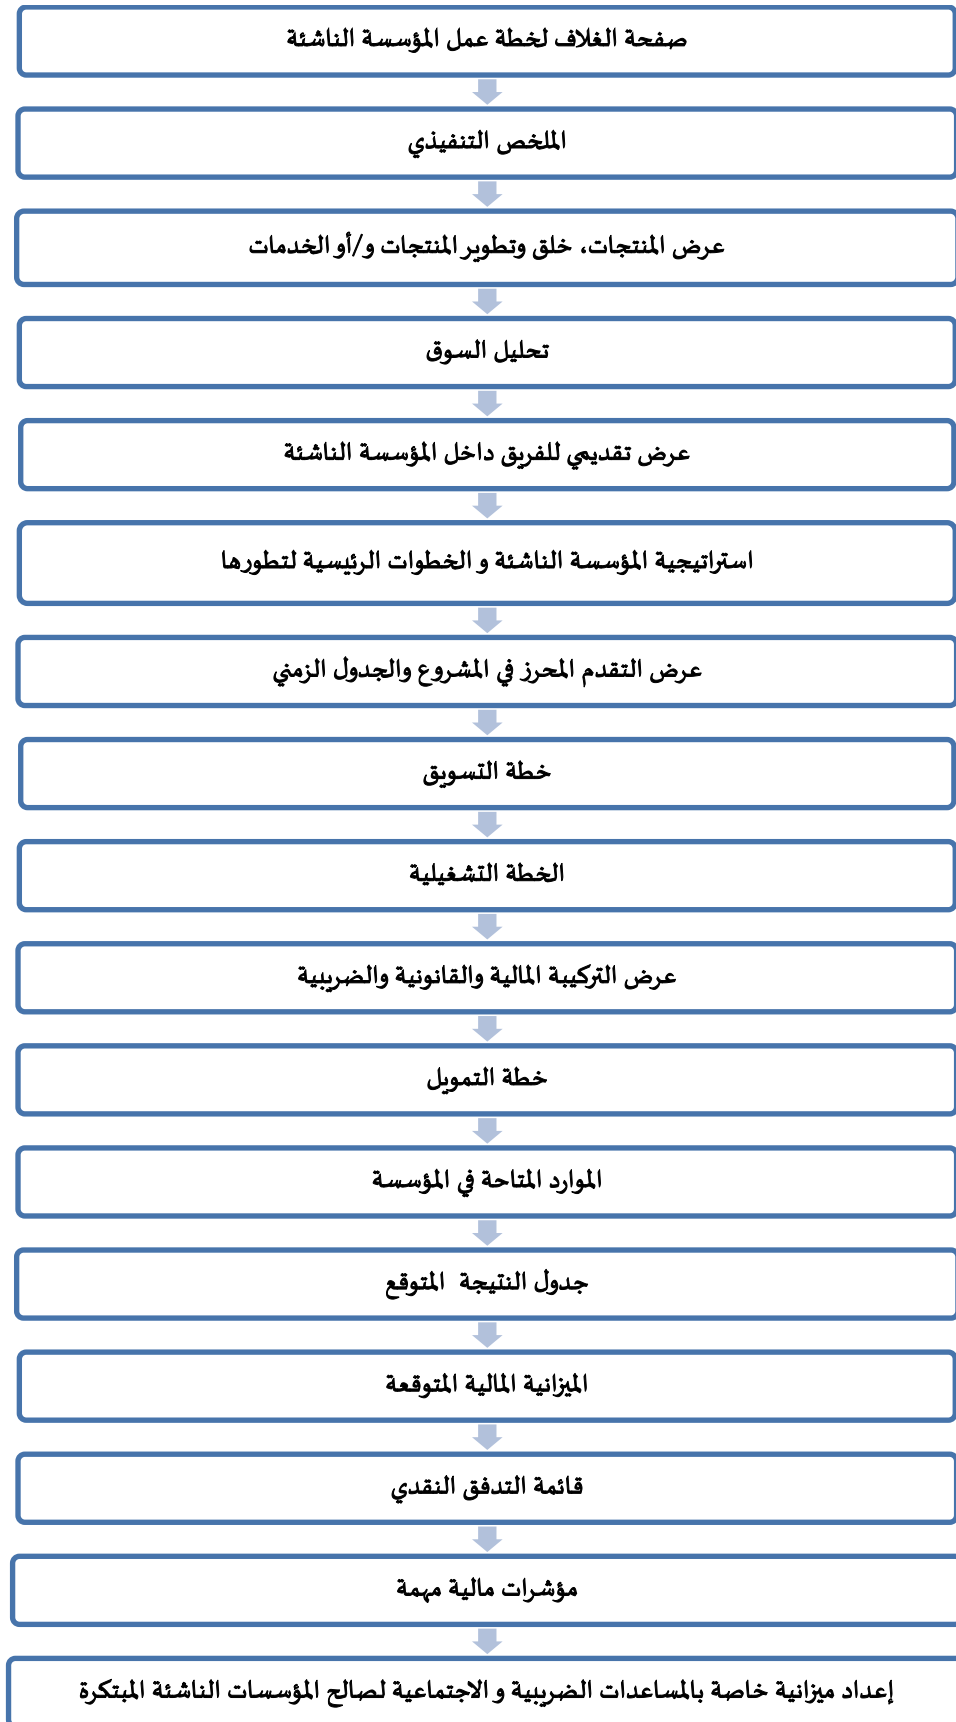 صفحة الغلاف لخطة عمل المؤسسة الناشئة
الملخص التنفيذي
عرض المنتجات، خلق وتطوير المنتجات و/أو الخدمات
تحليل السوق
عرض تقديمي للفريق داخل المؤسسة الناشئة
استراتيجية المؤسسة الناشئة و الخطوات الرئيسية لتطورها
عرض التقدم المحرز في المشروع والجدول الزمني
خطة التسويق
الخطة التشغيلية
عرض التركيبة المالية والقانونية والضريبية
خطة التمويل
الموارد المتاحة في المؤسسة
جدول النتيجة المتوقع
الميزانية المالية المتوقعة
قائمة التدفق النقدي
مؤشرات مالية مهمة
إعداد ميزانية خاصة بالمساعدات الضريبية و الاجتماعية لصالح المؤسسات الناشئة المبتكرة